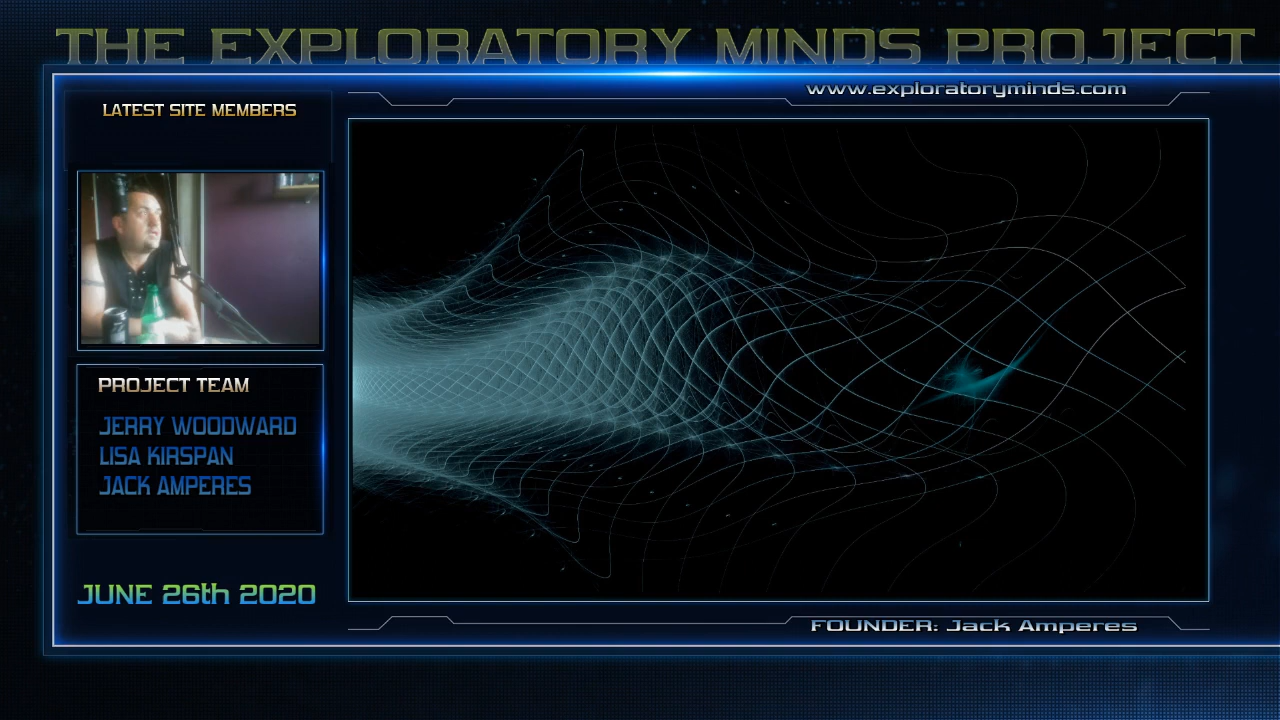 THE EXPLORATORY MINDS PROJECT
www.exploratoryminds.com
LATEST SITE MEMBERS
PROJECT TEAM
JERRY WOODWARD
LISA KIRSPAN
JACK AMPERES
JUNE 26th 2020
FOUNDER: Jack Amperes